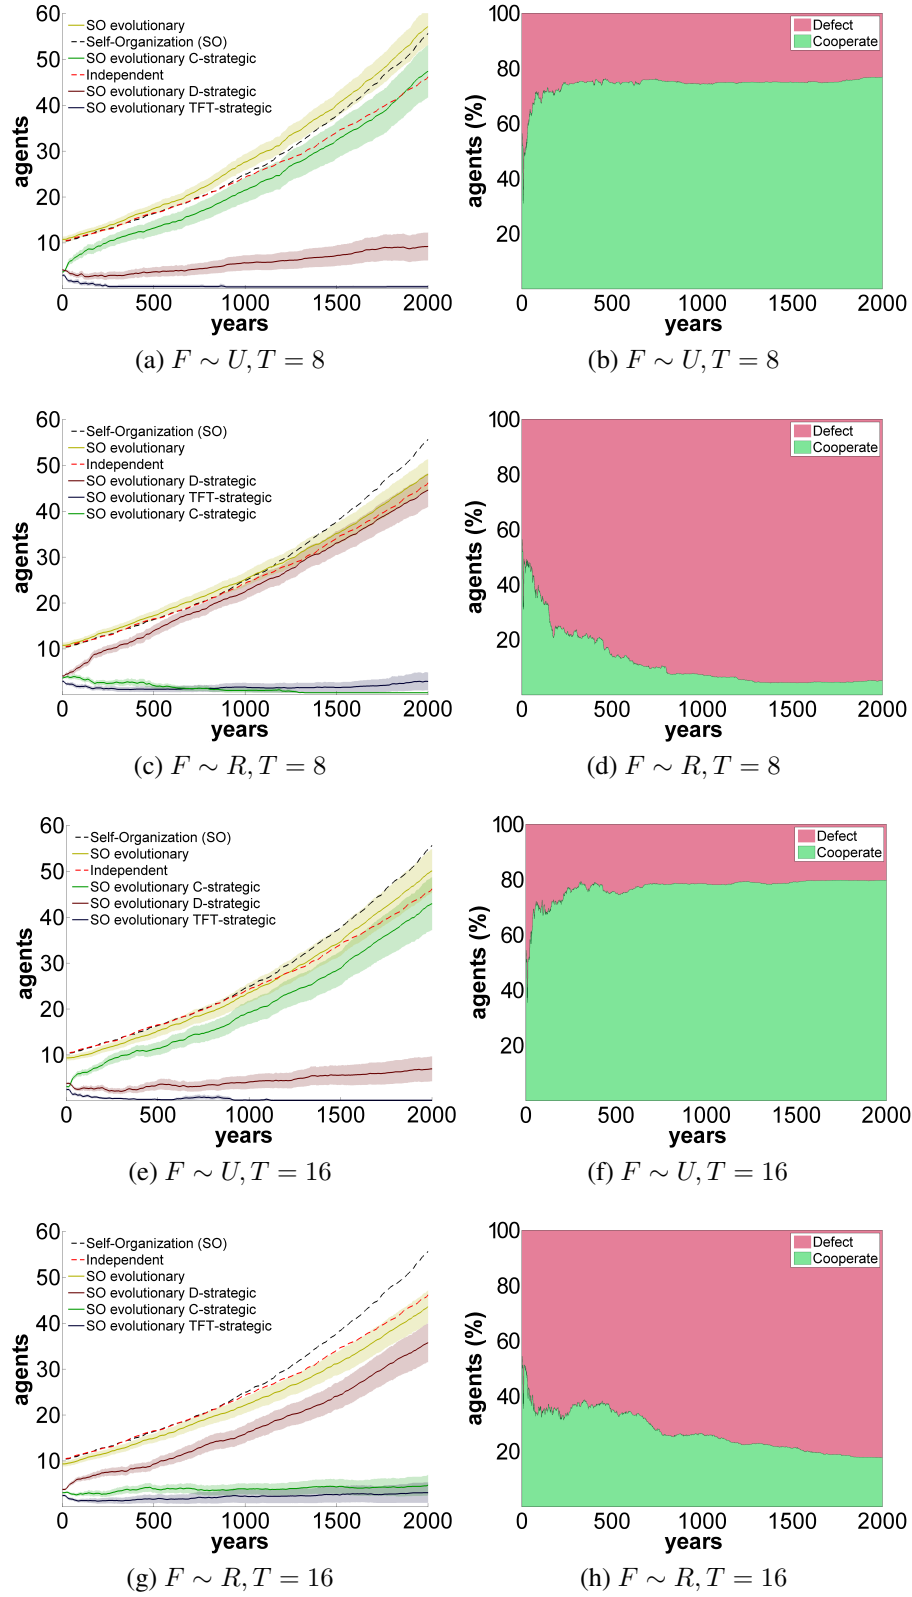 60
50
40
30
20
10
agents
SO evolutionary
Self-Organization (SO)
SO evolutionary C-strategic
Independent
SO evolutionary D-strategic
SO evolutionary TFT-strategic
0 500 1000 1500 2000
years
(a) F ∼ U, T = 8
100
80
60
40
20
agents (%)
Defect
Cooperate
0 500 1000 1500 2000
years
(b) F ∼ U, T = 8
60
50
40
30
20
10
agents
Self-Organization (SO)
SO evolutionary
Independent
SO evolutionary D-strategic
SO evolutionary TFT-strategic
SO evolutionary C-strategic
0 500 1000 1500 2000
years
(c) F ∼ R, T = 8
100
80
60
40
20
agents (%)
Defect
Cooperate
0 500 1000 1500 2000
years
(d) F ∼ R, T = 8
60
50
40
30
20
10
agents
Self-Organization (SO)
SO evolutionary
Independent
SO evolutionary C-strategic
SO evolutionary D-strategic
SO evolutionary TFT-strategic
0 500 1000 1500 2000
years
(e) F ∼ U, T = 16
100
80
60
40
20
agents (%)
Defect
Cooperate
0 500 1000 1500 2000
years
(f) F ∼ U, T = 16
60
50
40
30
20
10
agents
Self-Organization (SO)
Independent
SO evolutionary
SO evolutionary D-strategic
SO evolutionary C-strategic
SO evolutionary TFT-strategic
0 500 1000 1500 2000
years
(g) F ∼ R, T = 16
100
80
60
40
20
agents (%)
Defect
Cooperate
0 500 1000 1500 2000
years
(h) F ∼ R, T = 16